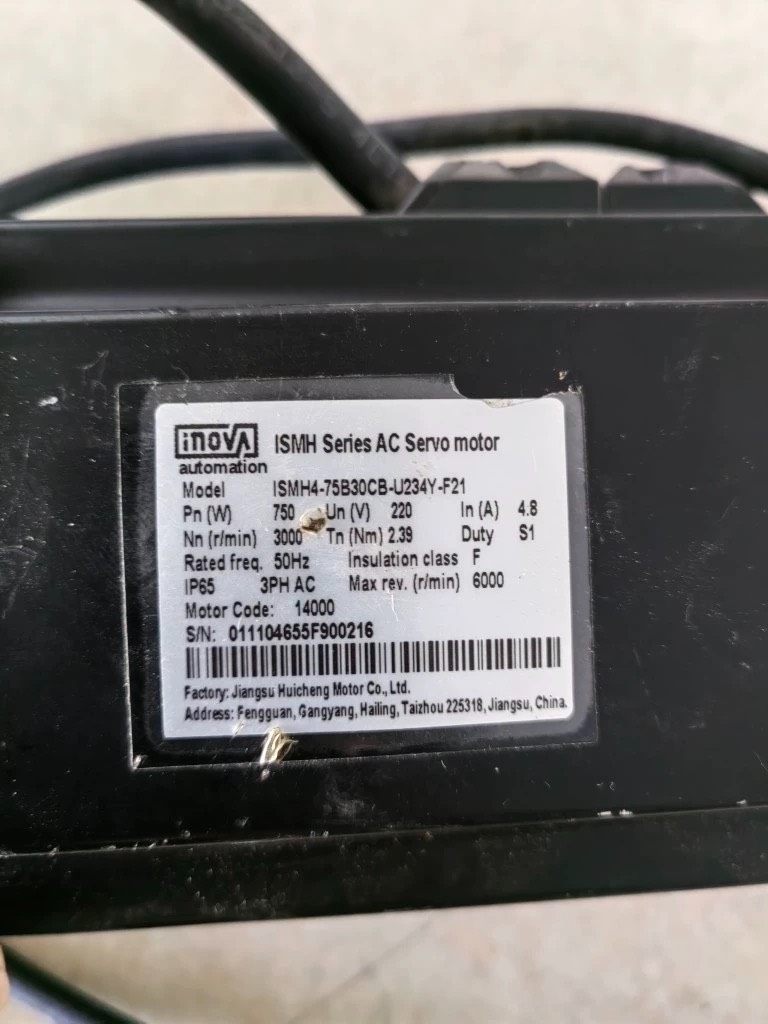 inovA
automation
ISMH Series AC Servo motor
Model ISMH4-75B30CB-U234Y-F21
Pn (W) 750 Un (V) 220 In (A) 4.8
Nn (r/min) 3000 Tn (Nm) 2.39 Duty S1
Rated freq. 50Hz Insulation class F
IP65 3PH AC Max rev. (r/min) 6000
Motor Code: 14000
S/N: 011104655F900216
Factory: Jiangsu Huicheng Motor Co., Ltd.
Address: Fengguan, Gangyang, Hailing, Taizhou 225318, Jiangsu, China.